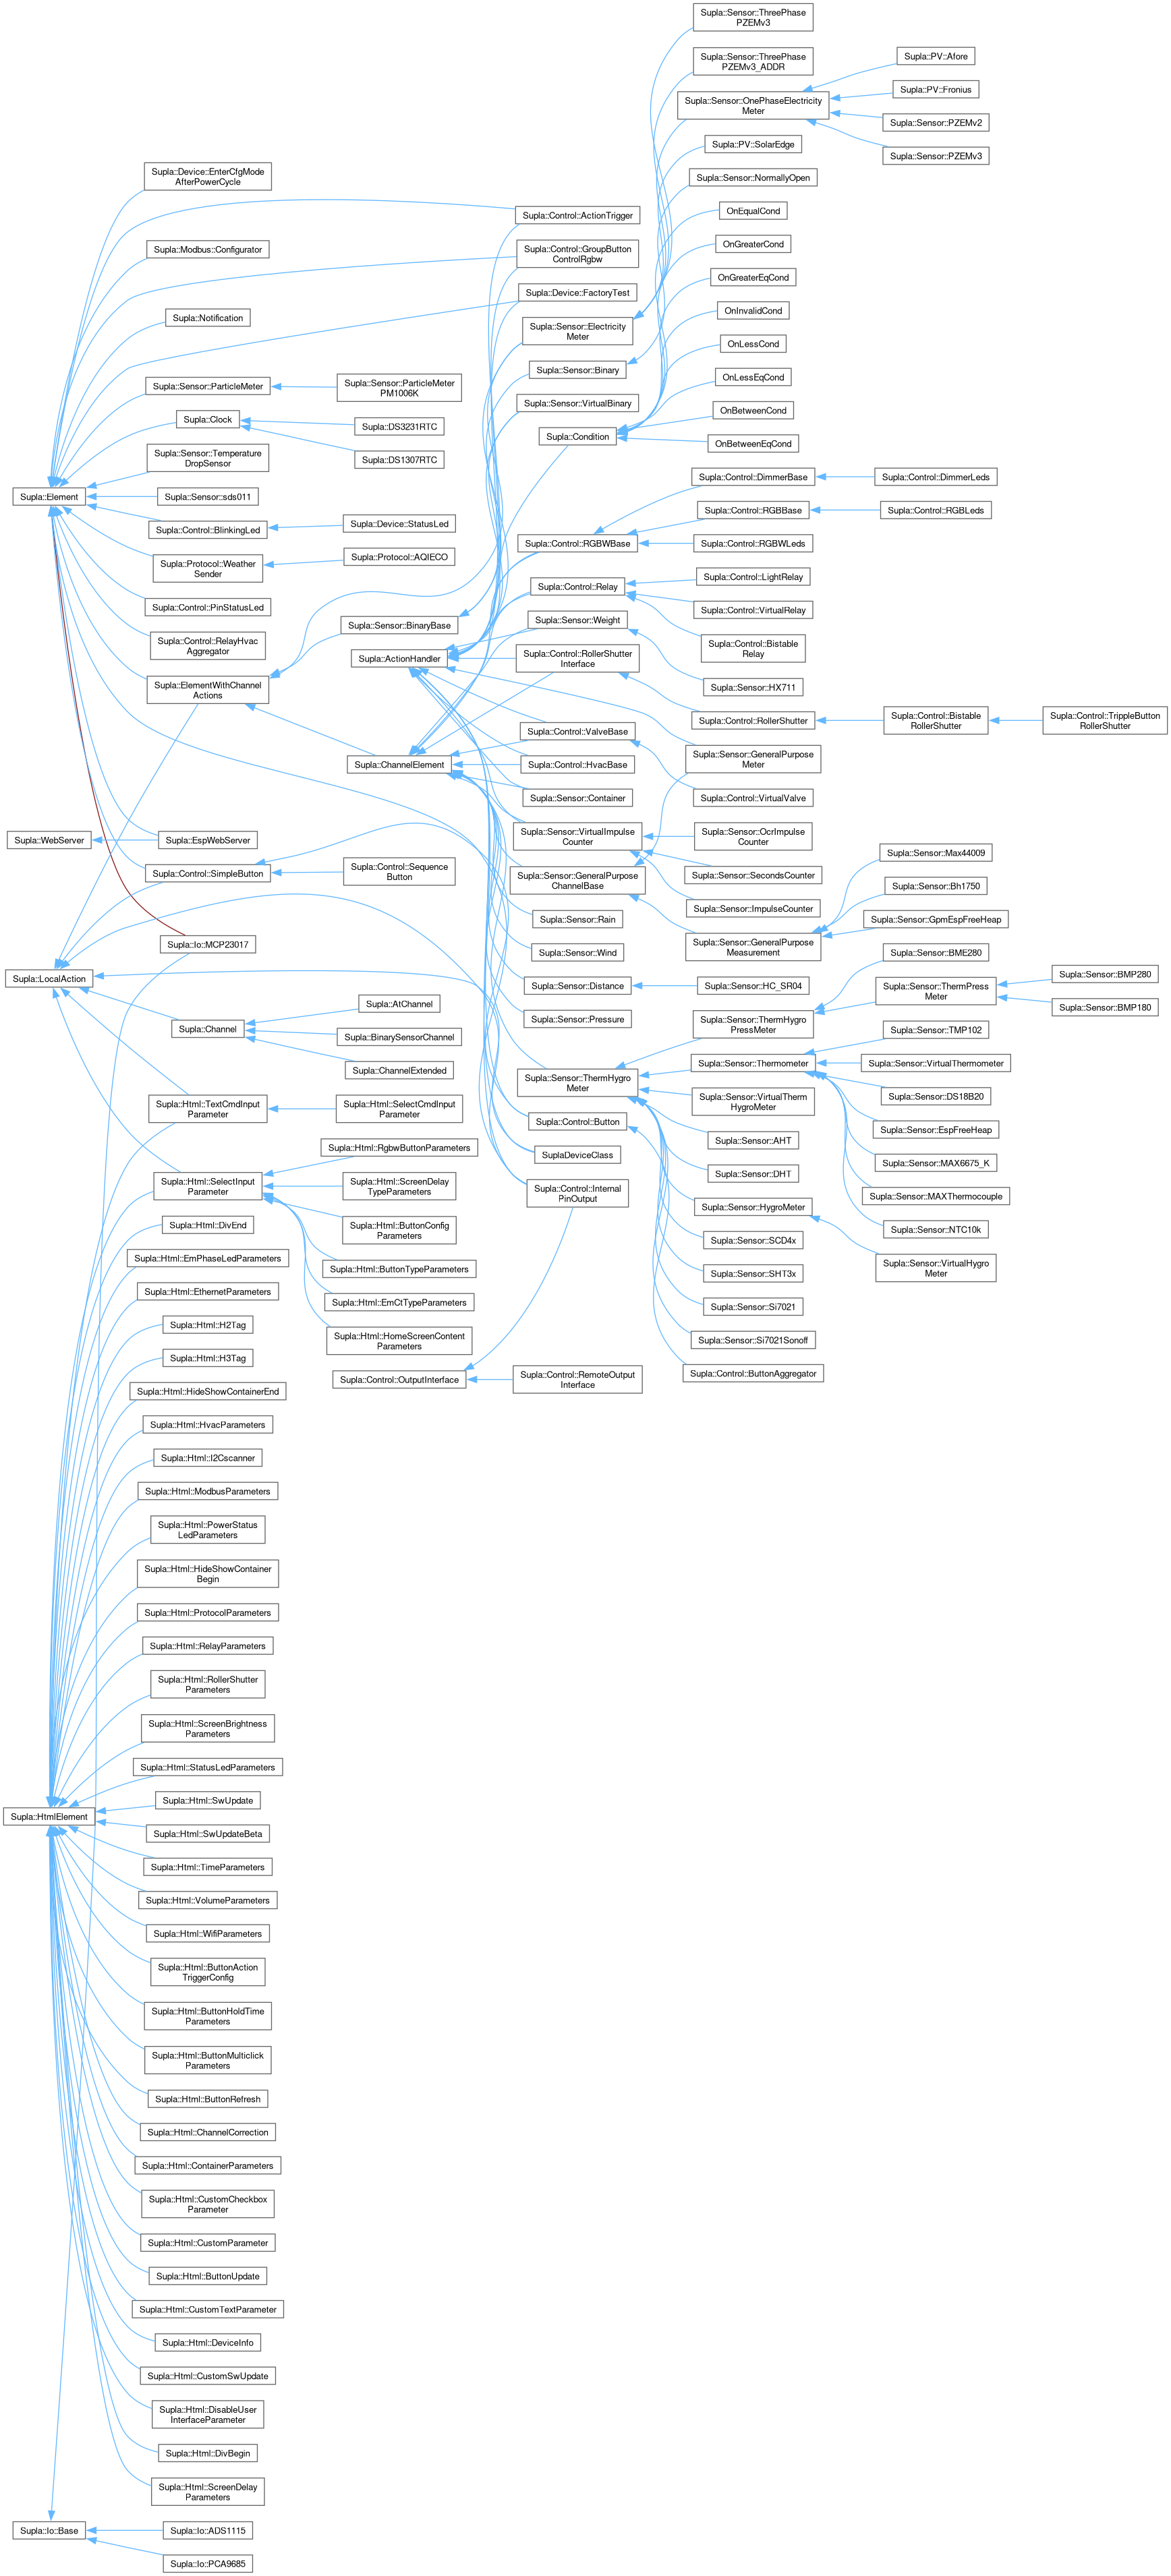 Supla::Sensor::ThreePhase
PZEMv3
Supla::Sensor::ThreePhase
PZEMv3_ADDR
Supla::PV::Afore
Supla::PV::Fronius
Supla::Sensor::OnePhaseElectricity
Meter
Supla::Sensor::PZEMv2
Supla::PV::SolarEdge
Supla::Sensor::PZEMv3
Supla::Device::EnterCfgMode
AfterPowerCycle
Supla::Sensor::NormallyOpen
Supla::Control::ActionTrigger
OnEqualCond
Supla::Modbus::Configurator
Supla::Control::GroupButton
ControlRgbw
OnGreaterCond
OnGreaterEqCond
Supla::Device::FactoryTest
Supla::Notification
Supla::Sensor::Electricity
Meter
OnInvalidCond
OnLessCond
Supla::Sensor::Binary
OnLessEqCond
Supla::Sensor::ParticleMeter
Supla::Sensor::ParticleMeter
PM1006K
Supla::Sensor::VirtualBinary
OnBetweenCond
Supla::Clock
Supla::DS3231RTC
Supla::Condition
OnBetweenEqCond
Supla::Sensor::Temperature
DropSensor
Supla::DS1307RTC
Supla::Control::DimmerBase
Supla::Control::DimmerLeds
Supla::Element
Supla::Sensor::sds011
Supla::Control::RGBBase
Supla::Control::RGBLeds
Supla::Control::BlinkingLed
Supla::Device::StatusLed
Supla::Control::RGBWBase
Supla::Control::RGBWLeds
Supla::Protocol::Weather
Sender
Supla::Protocol::AQIECO
Supla::Control::Relay
Supla::Control::LightRelay
Supla::Control::PinStatusLed
Supla::Control::VirtualRelay
Supla::Sensor::BinaryBase
Supla::Sensor::Weight
Supla::Control::RelayHvac
Aggregator
Supla::Control::Bistable
Relay
Supla::ActionHandler
Supla::Control::RollerShutter
Interface
Supla::Sensor::HX711
Supla::ElementWithChannel
Actions
Supla::Control::RollerShutter
Supla::Control::Bistable
RollerShutter
Supla::Control::TrippleButton
RollerShutter
Supla::Control::ValveBase
Supla::ChannelElement
Supla::Control::HvacBase
Supla::Sensor::GeneralPurpose
Meter
Supla::Sensor::Container
Supla::Control::VirtualValve
Supla::WebServer
Supla::EspWebServer
Supla::Sensor::VirtualImpulse
Counter
Supla::Sensor::OcrImpulse
Counter
Supla::Sensor::Max44009
Supla::Control::SimpleButton
Supla::Control::Sequence
Button
Supla::Sensor::GeneralPurpose
ChannelBase
Supla::Sensor::SecondsCounter
Supla::Sensor::Bh1750
Supla::Sensor::ImpulseCounter
Supla::Sensor::Rain
Supla::Sensor::GpmEspFreeHeap
Supla::Io::MCP23017
Supla::Sensor::GeneralPurpose
Measurement
Supla::Sensor::Wind
Supla::Sensor::BME280
Supla::LocalAction
Supla::Sensor::Distance
Supla::Sensor::HC_SR04
Supla::Sensor::ThermPress
Meter
Supla::Sensor::BMP280
Supla::AtChannel
Supla::Sensor::BMP180
Supla::Channel
Supla::Sensor::Pressure
Supla::Sensor::ThermHygro
PressMeter
Supla::Sensor::TMP102
Supla::BinarySensorChannel
Supla::ChannelExtended
Supla::Sensor::ThermHygro
Meter
Supla::Sensor::Thermometer
Supla::Sensor::VirtualThermometer
Supla::Html::TextCmdInput
Parameter
Supla::Html::SelectCmdInput
Parameter
Supla::Sensor::VirtualTherm
HygroMeter
Supla::Sensor::DS18B20
Supla::Control::Button
Supla::Sensor::EspFreeHeap
Supla::Html::RgbwButtonParameters
SuplaDeviceClass
Supla::Sensor::AHT
Supla::Sensor::MAX6675_K
Supla::Html::SelectInput
Parameter
Supla::Html::ScreenDelay
TypeParameters
Supla::Control::Internal
PinOutput
Supla::Sensor::DHT
Supla::Sensor::MAXThermocouple
Supla::Html::DivEnd
Supla::Html::ButtonConfig
Parameters
Supla::Sensor::HygroMeter
Supla::Sensor::NTC10k
Supla::Html::EmPhaseLedParameters
Supla::Html::ButtonTypeParameters
Supla::Sensor::SCD4x
Supla::Sensor::VirtualHygro
Meter
Supla::Html::EthernetParameters
Supla::Html::EmCtTypeParameters
Supla::Sensor::SHT3x
Supla::Html::H2Tag
Supla::Html::HomeScreenContent
Parameters
Supla::Sensor::Si7021
Supla::Html::H3Tag
Supla::Sensor::Si7021Sonoff
Supla::Html::HideShowContainerEnd
Supla::Control::OutputInterface
Supla::Control::RemoteOutput
Interface
Supla::Control::ButtonAggregator
Supla::Html::HvacParameters
Supla::Html::I2Cscanner
Supla::Html::ModbusParameters
Supla::Html::PowerStatus
LedParameters
Supla::Html::HideShowContainer
Begin
Supla::Html::ProtocolParameters
Supla::Html::RelayParameters
Supla::Html::RollerShutter
Parameters
Supla::Html::ScreenBrightness
Parameters
Supla::Html::StatusLedParameters
Supla::HtmlElement
Supla::Html::SwUpdate
Supla::Html::SwUpdateBeta
Supla::Html::TimeParameters
Supla::Html::VolumeParameters
Supla::Html::WifiParameters
Supla::Html::ButtonAction
TriggerConfig
Supla::Html::ButtonHoldTime
Parameters
Supla::Html::ButtonMulticlick
Parameters
Supla::Html::ButtonRefresh
Supla::Html::ChannelCorrection
Supla::Html::ContainerParameters
Supla::Html::CustomCheckbox
Parameter
Supla::Html::CustomParameter
Supla::Html::ButtonUpdate
Supla::Html::CustomTextParameter
Supla::Html::DeviceInfo
Supla::Html::CustomSwUpdate
Supla::Html::DisableUser
InterfaceParameter
Supla::Html::DivBegin
Supla::Html::ScreenDelay
Parameters
Supla::Io::Base
Supla::Io::ADS1115
Supla::Io::PCA9685